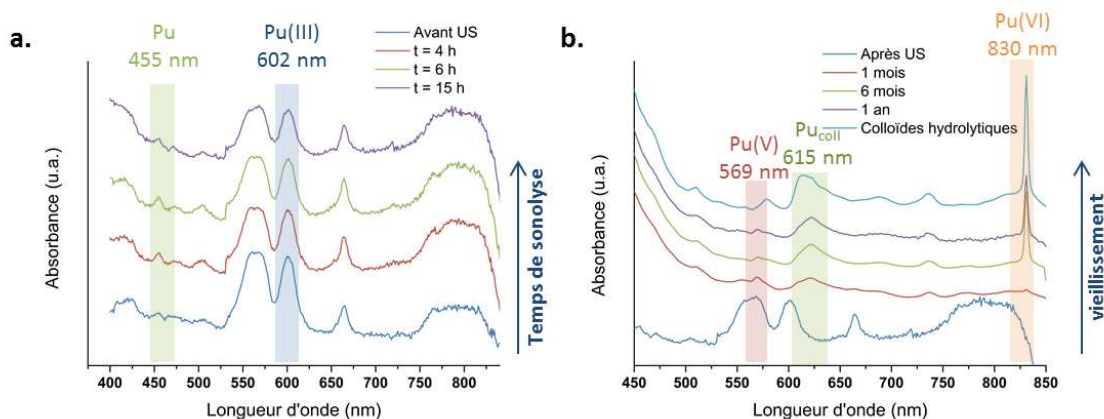 a.
Pu
455 nm
Pu(III)
602 nm
Avant US
t = 4 h
t = 6 h
t = 15 h
Absorbance (u.a.)
400 450 500 550 600 650 700 750 800
Longueur d'onde (nm)
Temps de sonolyse
b.
Pu(VI)
830 nm
Après US
1 mois
6 mois
1 an
Colloïdes hydrolytiques
Pu(V)
569 nm
Pucoll
615 nm
Absorbance (u.a.)
450 500 550 600 650 700 750 800 850
Longueur d'onde (nm)
vieillissement